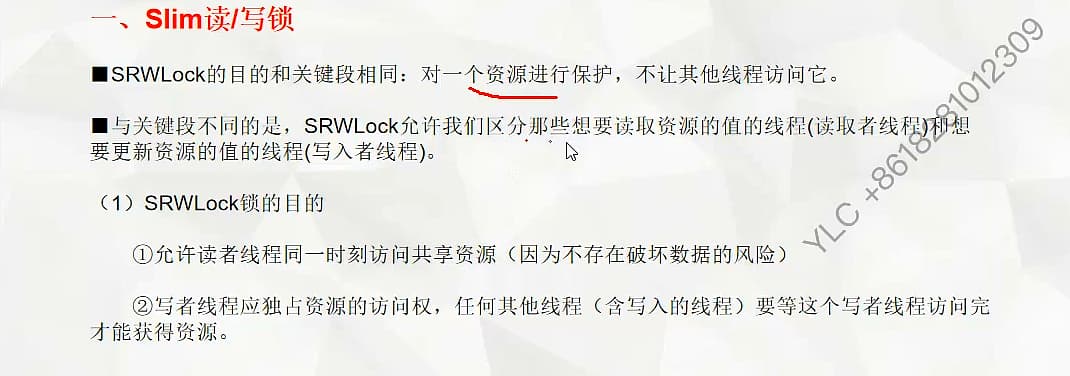 一、Slim读/写锁
■SRWLock的目的和关键段相同：对一个资源进行保护，不让其他线程访问它。
■与关键段不同的是，SRWLock允许我们区分那些想要读取资源的值的线程(读取者线程)和想
要更新资源的值的线程(写入者线程)。
（1）SRWLock锁的目的
①允许读者线程同一时刻访问共享资源（因为不存在破坏数据的风险）
②写者线程应独占资源的访问权，任何其他线程（含写入的线程）要等这个写者线程访问完
才能获得资源。
YLC +8618281012309